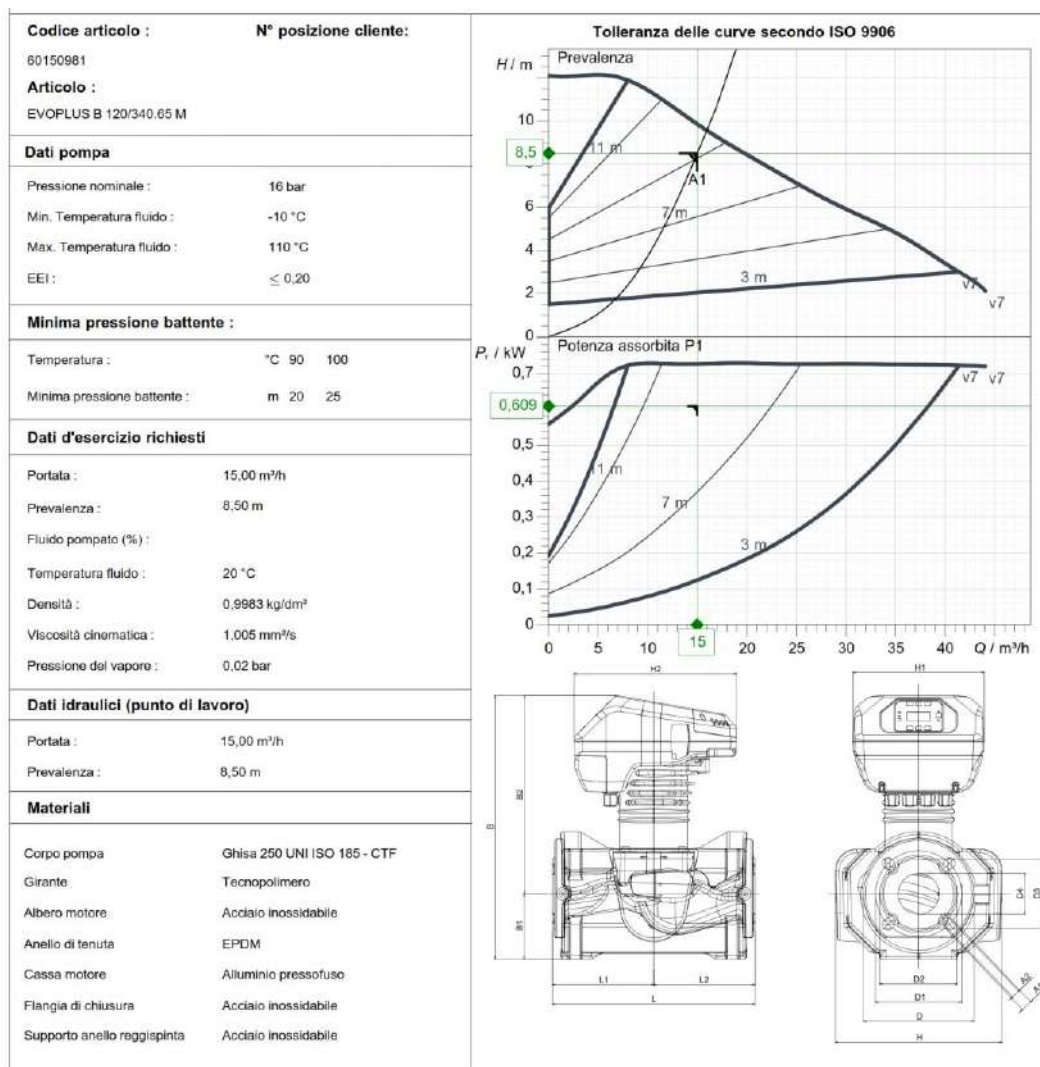 Codice articolo : N° posizione cliente:
60150981
Articolo :
EVOPLUS B 120/340.65 M
Dati pompa
Pressione nominale : 16 bar
Min. Temperatura fluido : -10 °C
Max. Temperatura fluido : 110 °C
EEI : ≤ 0,20
Minima pressione battente :
Temperatura : °C 90 100
Minima pressione battente : m 20 25
Dati d'esercizio richiesti
Portata : 15,00 m³/h
Prevalenza : 8,50 m
Fluido pompato (%) :
Temperatura fluido : 20 °C
Densità : 0,9983 kg/dm³
Viscosità cinematica : 1,005 mm²/s
Pressione del vapore : 0,02 bar
Dati idraulici (punto di lavoro)
Portata : 15,00 m³/h
Prevalenza : 8,50 m
Materiali
Corpo pompa Ghisa 250 UNI ISO 185 - CTF
Girante Tecnopolimero
Albero motore Acciaio inossidabile
Anello di tenuta EPDM
Cassa motore Alluminio pressofuso
Flangia di chiusura Acciaio inossidabile
Supporto anello reggispinta Acciaio inossidabile
Tolleranza delle curve secondo ISO 9906
H / m Prevalenza
10
11 m
8,5
A1
6
7 m
4
3 m
2
v7
v7
0
P, / kW Potenza assorbita P1
0,7
v7 v7
0,609
0,5
11 m
0,4
7 m
0,3
3 m
0,2
0,1
0
15
0 5 10 15 20 25 30 35 40 Q / m³/h
H2
H1
B2
B
B1
L1 L2
L
D4
D3
D2
D1
D
H
A2
A1